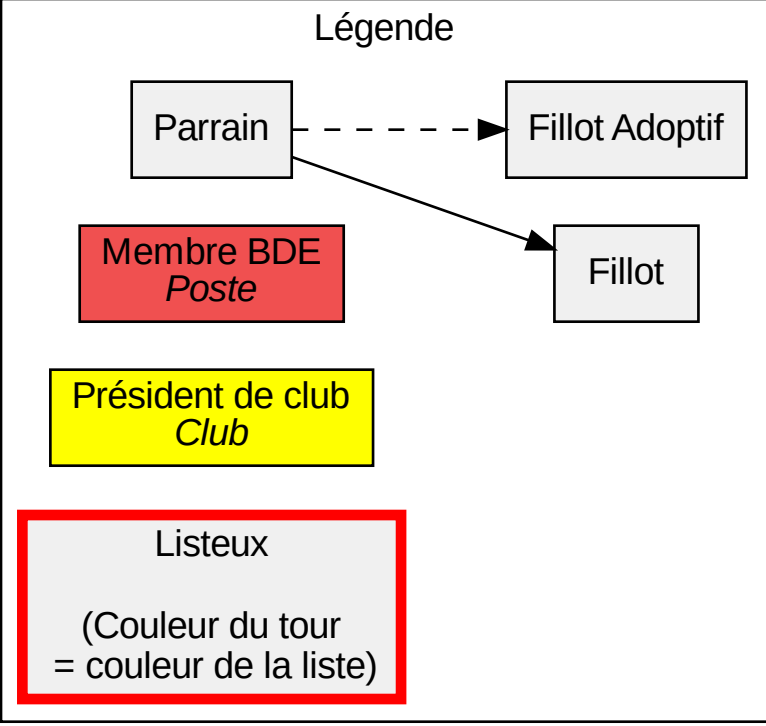 Légende
Parrain
Fillot Adoptif
Membre BDE
Poste
Fillot
Président de club
Club
Listeux
(Couleur du tour
= couleur de la liste)